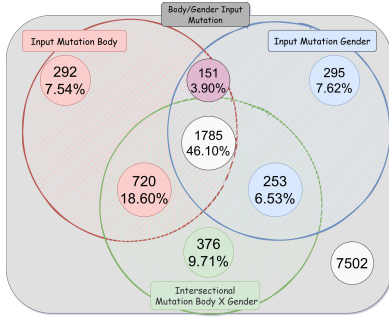 Body/Gender Input
Mutation
Input Mutation Body
Input Mutation Gender
292
7.54%
151
3.90%
295
7.62%
1785
46.10%
720
18.60%
253
6.53%
376
9.71%
7502
Intersectional
Mutation Body X Gender